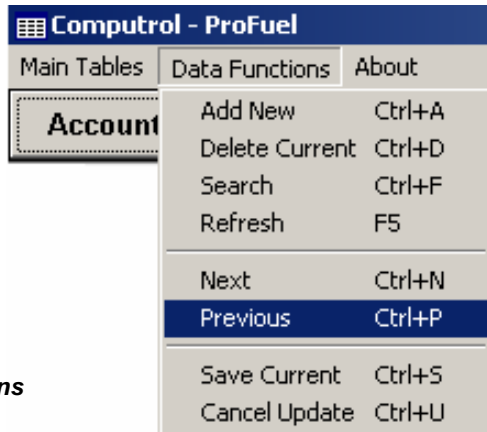 Computrol - ProFuel
Main Tables Data Functions About
Account
Add New Ctrl+A
Delete Current Ctrl+D
Search Ctrl+F
Refresh F5
Next Ctrl+N
Previous Ctrl+P
Save Current Ctrl+S
Cancel Update Ctrl+U